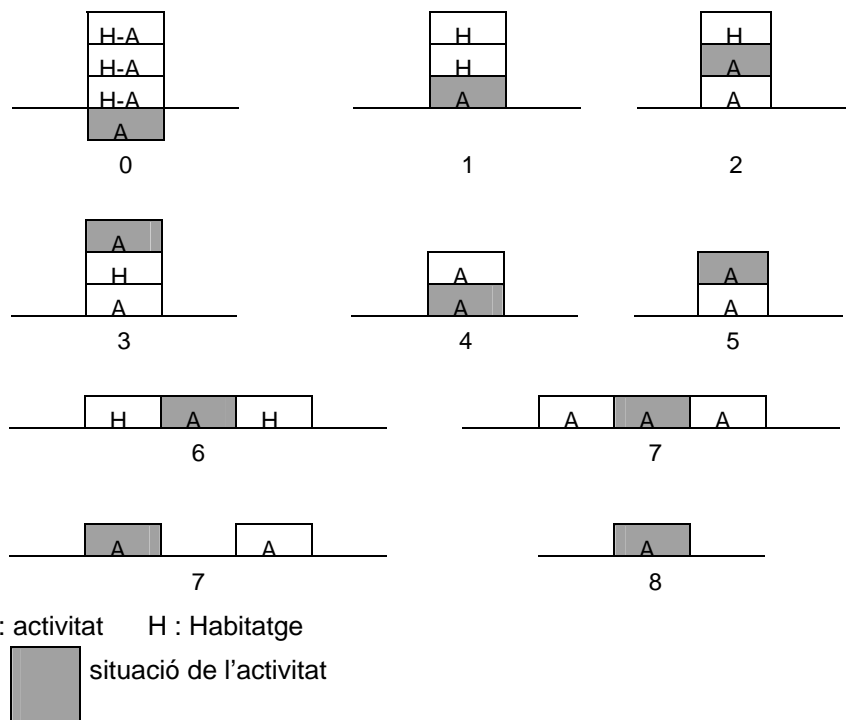 H-A H H
H-A H A
H-A A A
A
0 1 2
A
H A A
A A A
3 4 5
H A H A A A
6 7
A A A
7 8
: activitat H : Habitatge
situació de l’activitat